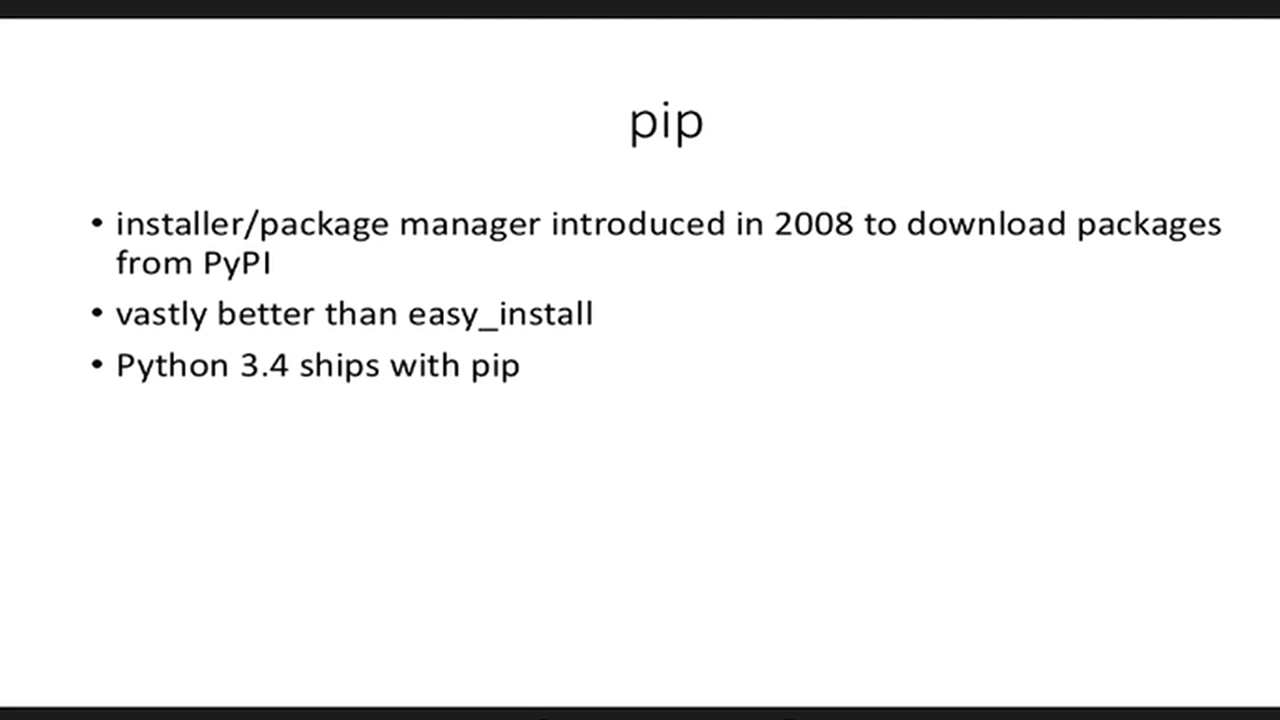 pip
• installer/package manager introduced in 2008 to download packages
from PyPI
• vastly better than easy_install
• Python 3.4 ships with pip